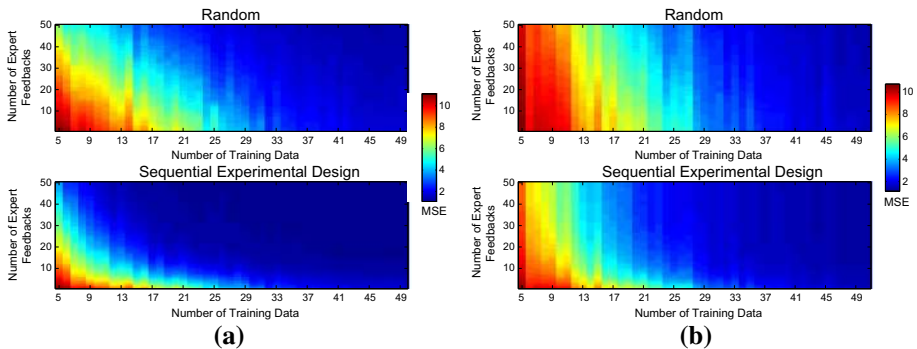 Random
Number of Expert
Feedbacks
50
40
30
20
10
5 9 13 17 21 25 29 33 37 41 45 49
Number of Training Data
Sequential Experimental Design
Number of Expert
Feedbacks
50
40
30
20
10
5 9 13 17 21 25 29 33 37 41 45 49
Number of Training Data
10
8
6
4
2
MSE
(a)
Random
Number of Expert
Feedbacks
50
40
30
20
10
5 9 13 17 21 25 29 33 37 41 45 49
Number of Training Data
Sequential Experimental Design
Number of Expert
Feedbacks
50
40
30
20
10
5 9 13 17 21 25 29 33 37 41 45 49
Number of Training Data
10
8
6
4
2
MSE
(b)